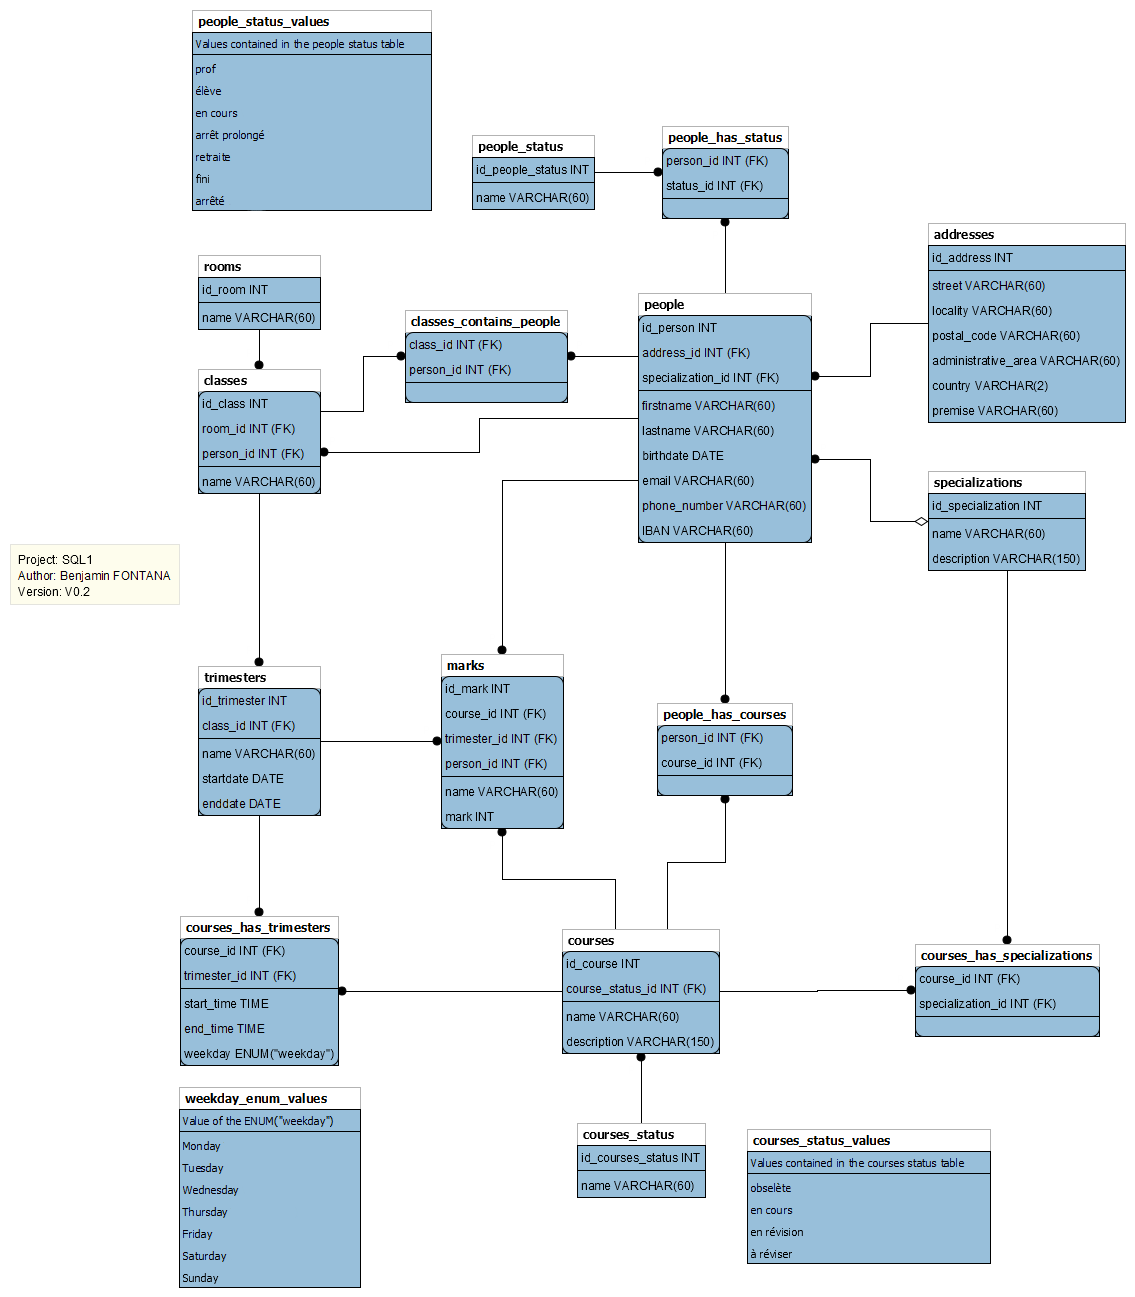 people_status_values
Values contained in the people status table
prof
élève
en cours
arrêt prolongé
retraite
fini
arrêté
people_status
id_people_status INT
name VARCHAR(60)
people_has_status
person_id INT (FK)
status_id INT (FK)
addresses
id_address INT
street VARCHAR(60)
locality VARCHAR(60)
postal_code VARCHAR(60)
administrative_area VARCHAR(60)
country VARCHAR(2)
premise VARCHAR(60)
rooms
id_room INT
name VARCHAR(60)
classes_contains_people
class_id INT (FK)
person_id INT (FK)
people
id_person INT
address_id INT (FK)
specialization_id INT (FK)
firstname VARCHAR(60)
lastname VARCHAR(60)
birthdate DATE
email VARCHAR(60)
phone_number VARCHAR(60)
IBAN VARCHAR(60)
classes
id_class INT
room_id INT (FK)
person_id INT (FK)
name VARCHAR(60)
specializations
id_specialization INT
name VARCHAR(60)
description VARCHAR(150)
Project: SQL1
Author: Benjamin FONTANA
Version: V0.2
trimesters
id_trimester INT
class_id INT (FK)
name VARCHAR(60)
startdate DATE
enddate DATE
marks
id_mark INT
course_id INT (FK)
trimester_id INT (FK)
person_id INT (FK)
name VARCHAR(60)
mark INT
people_has_courses
person_id INT (FK)
course_id INT (FK)
courses_has_trimesters
course_id INT (FK)
trimester_id INT (FK)
start_time TIME
end_time TIME
weekday ENUM("weekday")
courses
id_course INT
course_status_id INT (FK)
name VARCHAR(60)
description VARCHAR(150)
courses_has_specializations
course_id INT (FK)
specialization_id INT (FK)
weekday_enum_values
Value of the ENUM("weekday")
Monday
Tuesday
Wednesday
Thursday
Friday
Saturday
Sunday
courses_status
id_courses_status INT
name VARCHAR(60)
courses_status_values
Values contained in the courses status table
obselète
en cours
en révision
à réviser